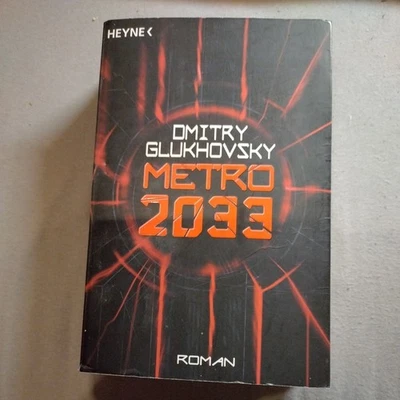 HEYNE<
DMITRY
GLUKHOVSKY
METRO
2033
ROMAN